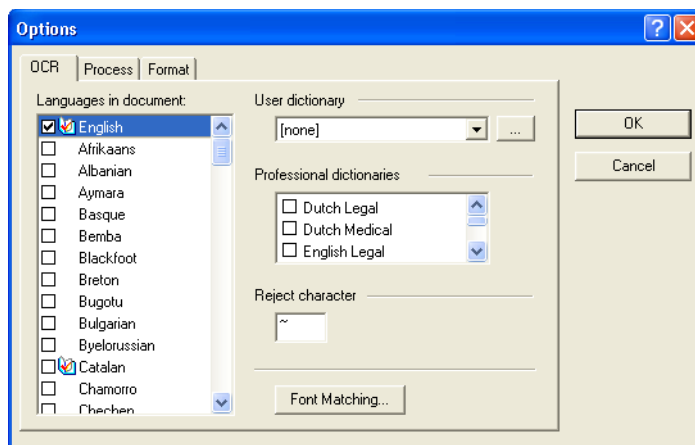 Options
OCR
Process
Format
Languages in document:
English
Afrikaans
Albanian
Aymara
Basque
Bemba
Blackfoot
Breton
Bugotu
Bulgarian
Byelorussian
Catalan
Chamorro
Chechen
User dictionary
[none]
...
Professional dictionaries
Dutch Legal
Dutch Medical
English Legal
Reject character
~
Font Matching...
OK
Cancel